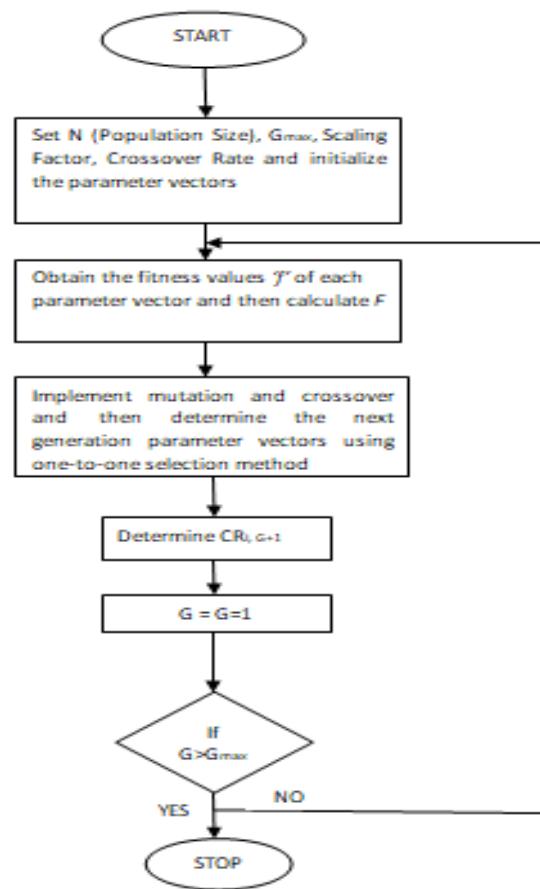 START
Set N (Population Size), Gmax, Scaling
Factor, Crossover Rate and initialize
the parameter vectors
Obtain the fitness values 'f' of each
parameter vector and then calculate F
Implement mutation and crossover
and then determine the next
generation parameter vectors using
one-to-one selection method
Determine CRi, G+1
G = G=1
If
G>Gmax
YES
NO
STOP